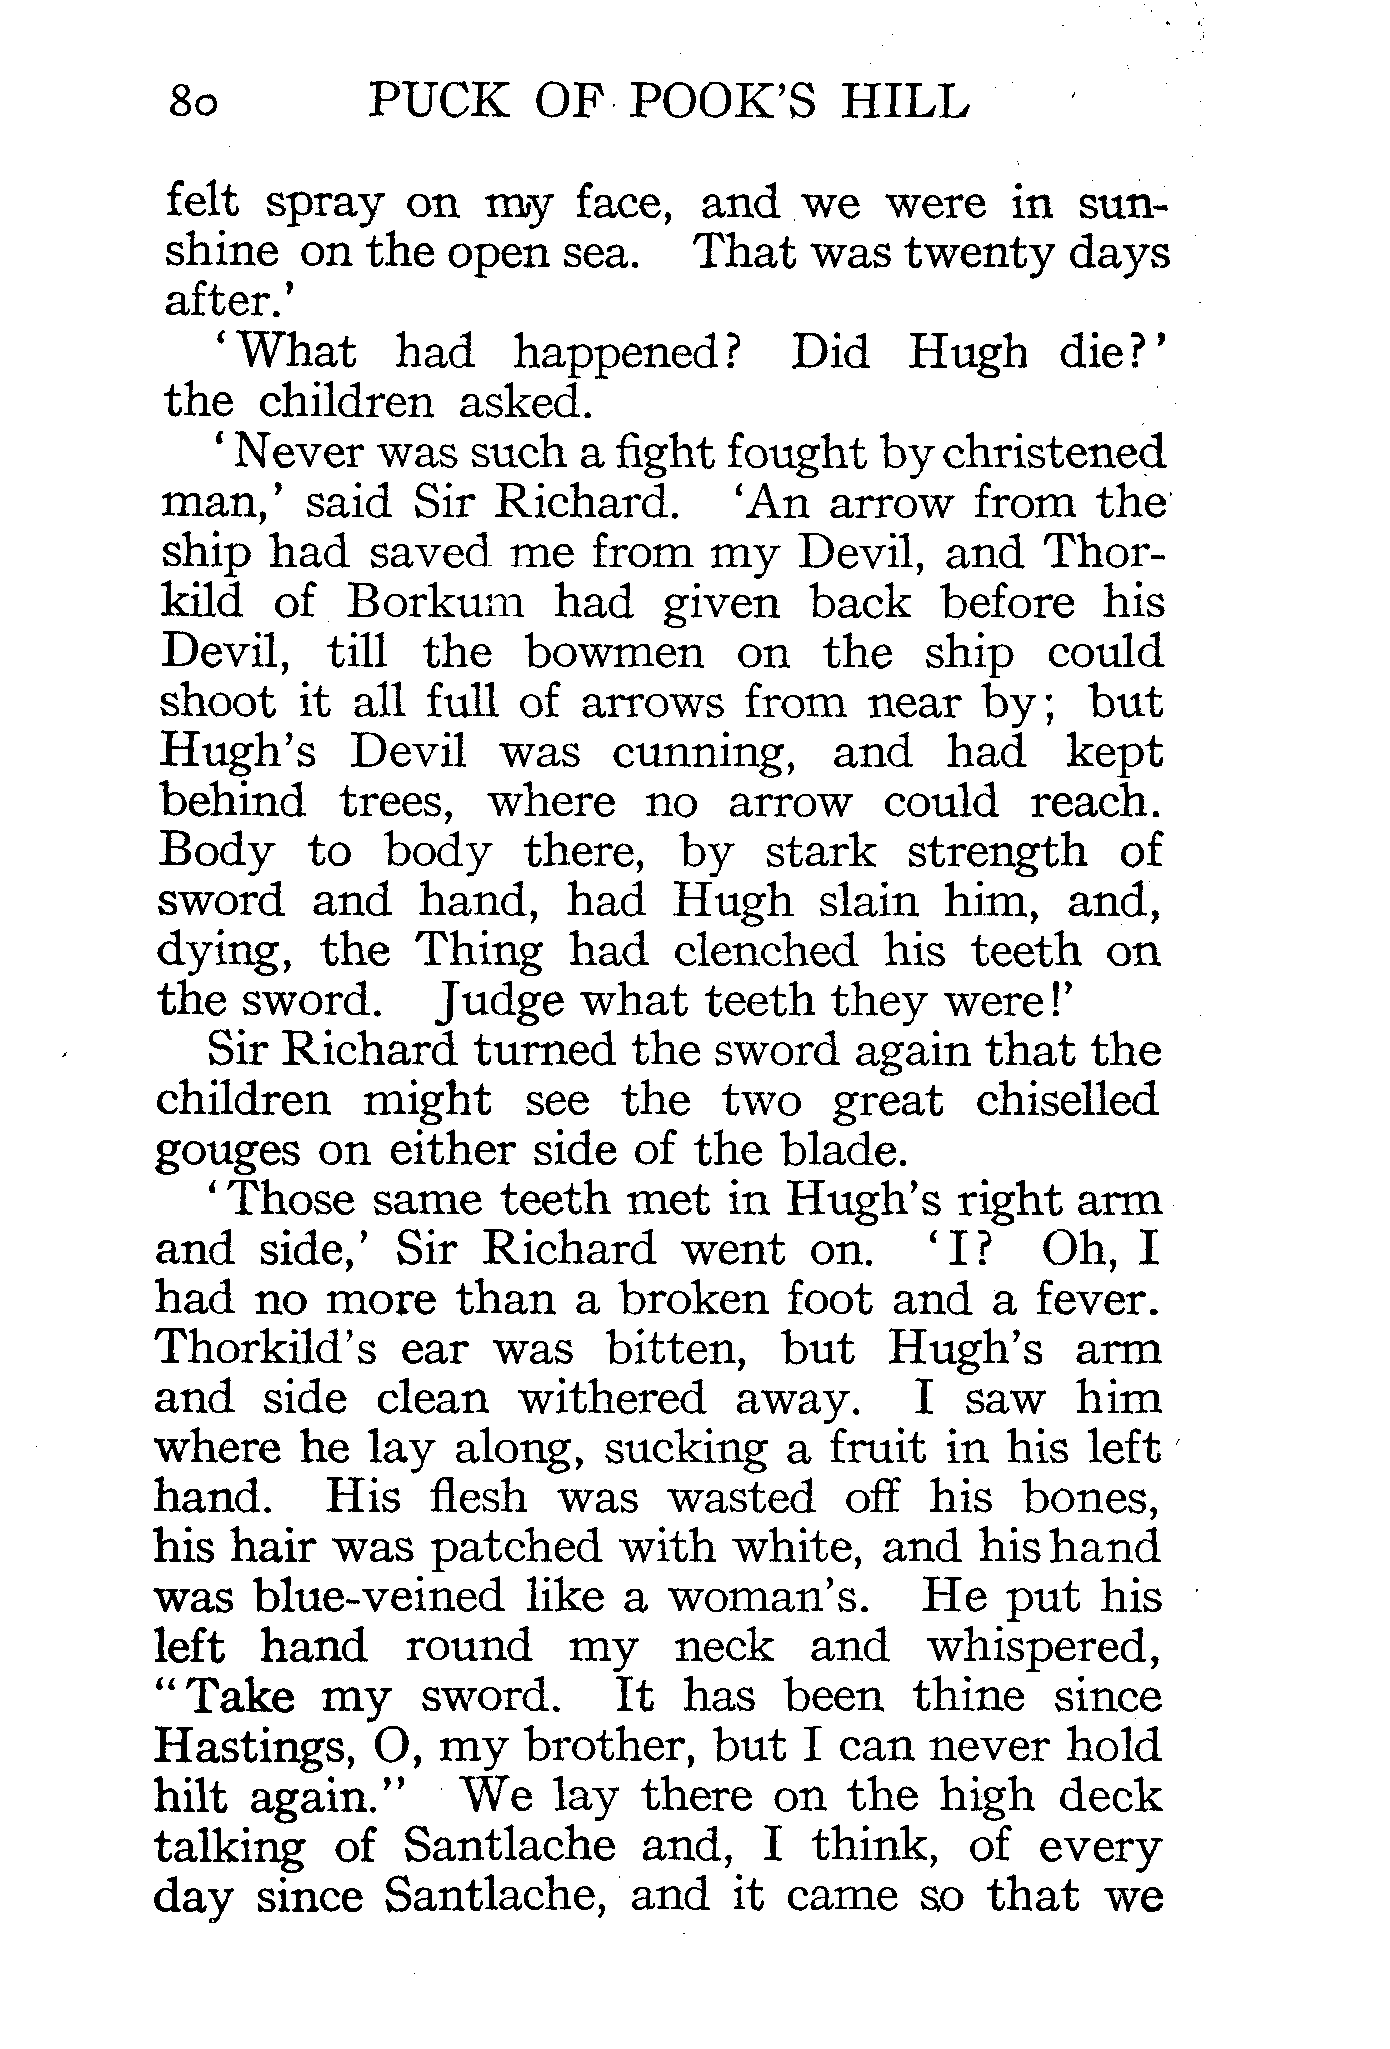 80 PUCK OF POOK'S HILL
felt spray on my face, and we were in sun-
shine on the open sea. That was twenty days
after.'
'What had happened? Did Hugh die?'
the children asked.
'Never was such a fight fought by christened
man,' said Sir Richard. 'An arrow from the
ship had saved me from my Devil, and Thor-
kild of Borkum had given back before his
Devil, till the bowmen on the ship could
shoot it all full of arrows from near by; but
Hugh's Devil was cunning, and had kept
behind trees, where no arrow could reach.
Body to body there, by stark strength of
sword and hand, had Hugh slain him, and,
dying, the Thing had clenched his teeth on
the sword. Judge what teeth they were!'
Sir Richard turned the sword again that the
children might see the two great chiselled
gouges on either side of the blade.
'Those same teeth met in Hugh's right arm
and side,' Sir Richard went on. 'I? Oh, I
had no more than a broken foot and a fever.
Thorkild's ear was bitten, but Hugh's arm
and side clean withered away. I saw him
where he lay along, sucking a fruit in his left
hand. His flesh was wasted off his bones,
his hair was patched with white, and his hand
was blue-veined like a woman's. He put his
left hand round my neck and whispered,
"Take my sword. It has been thine since
Hastings, O, my brother, but I can never hold
hilt again." We lay there on the high deck
talking of Santlache and, I think, of every
day since Santlache, and it came so that we